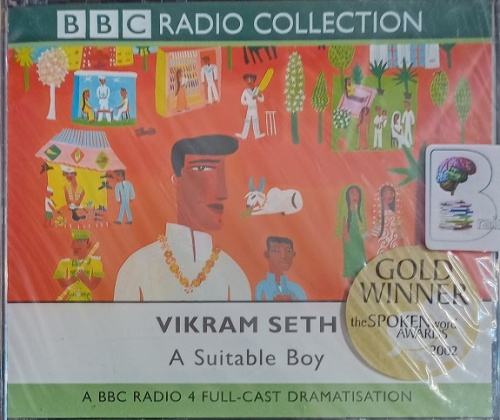 BBC RADIO COLLECTION
VIKRAM SETH
A Suitable Boy
GOLD
WINNER
the SPOKEN word
AWARDS
2002
A BBC RADIO 4 FULL-CAST DRAMATISATION